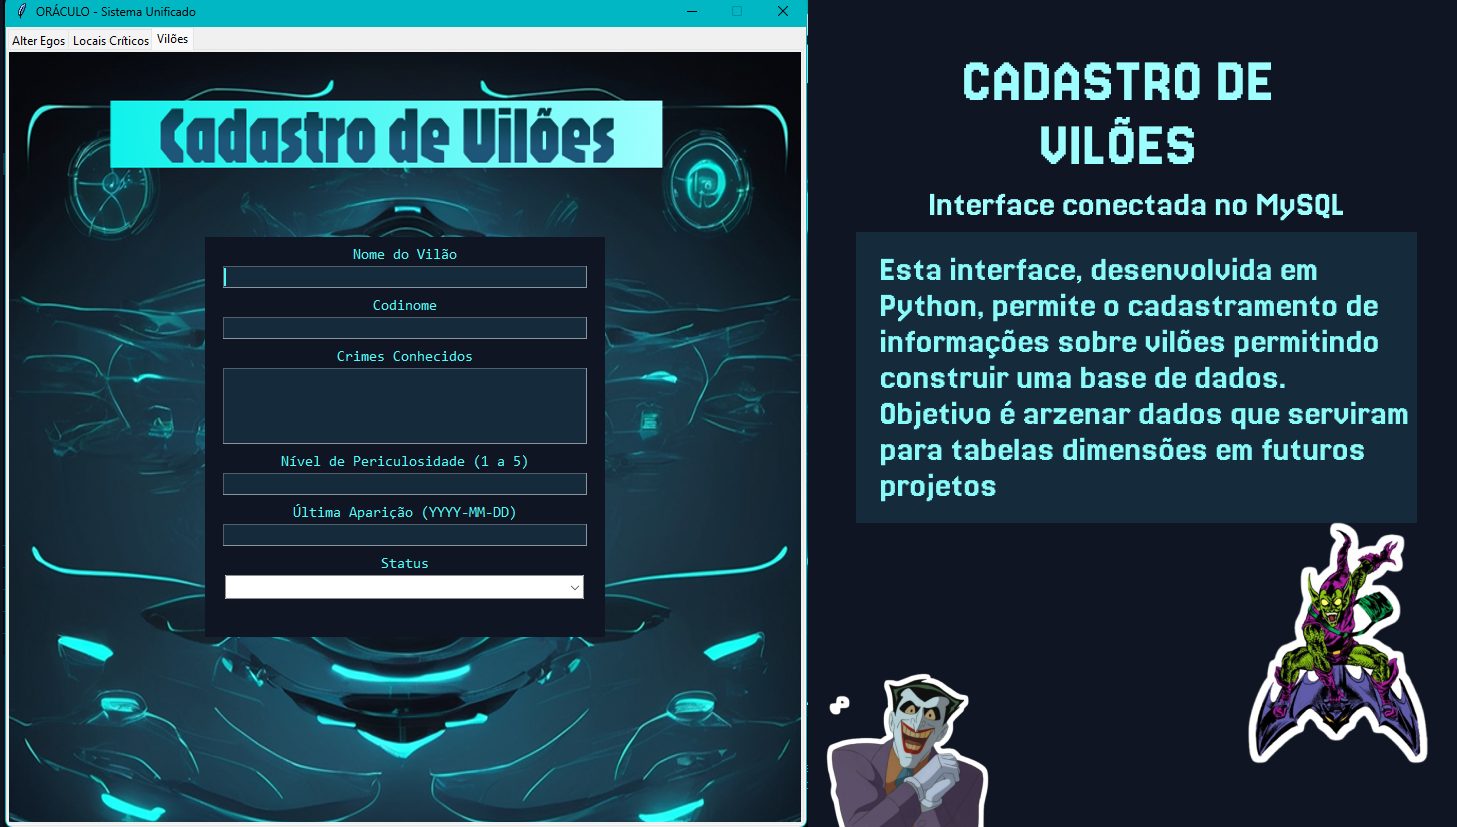 ORÁCULO - Sistema Unificado
Alter Egos Locais Críticos Vilões
Cadastro de Vilões
Nome do Vilão
Codinome
Crimes Conhecidos
Nível de Periculosidade (1 a 5)
Última Aparição (YYYY-MM-DD)
Status
CADASTRO DE
VILÕES
Interface conectada no MySQL
Esta interface, desenvolvida em
Python, permite o cadastramento de
informações sobre vilões permitindo
construir uma base de dados.
Objetivo é arzenar dados que serviram
para tabelas dimensões em futuros
projetos